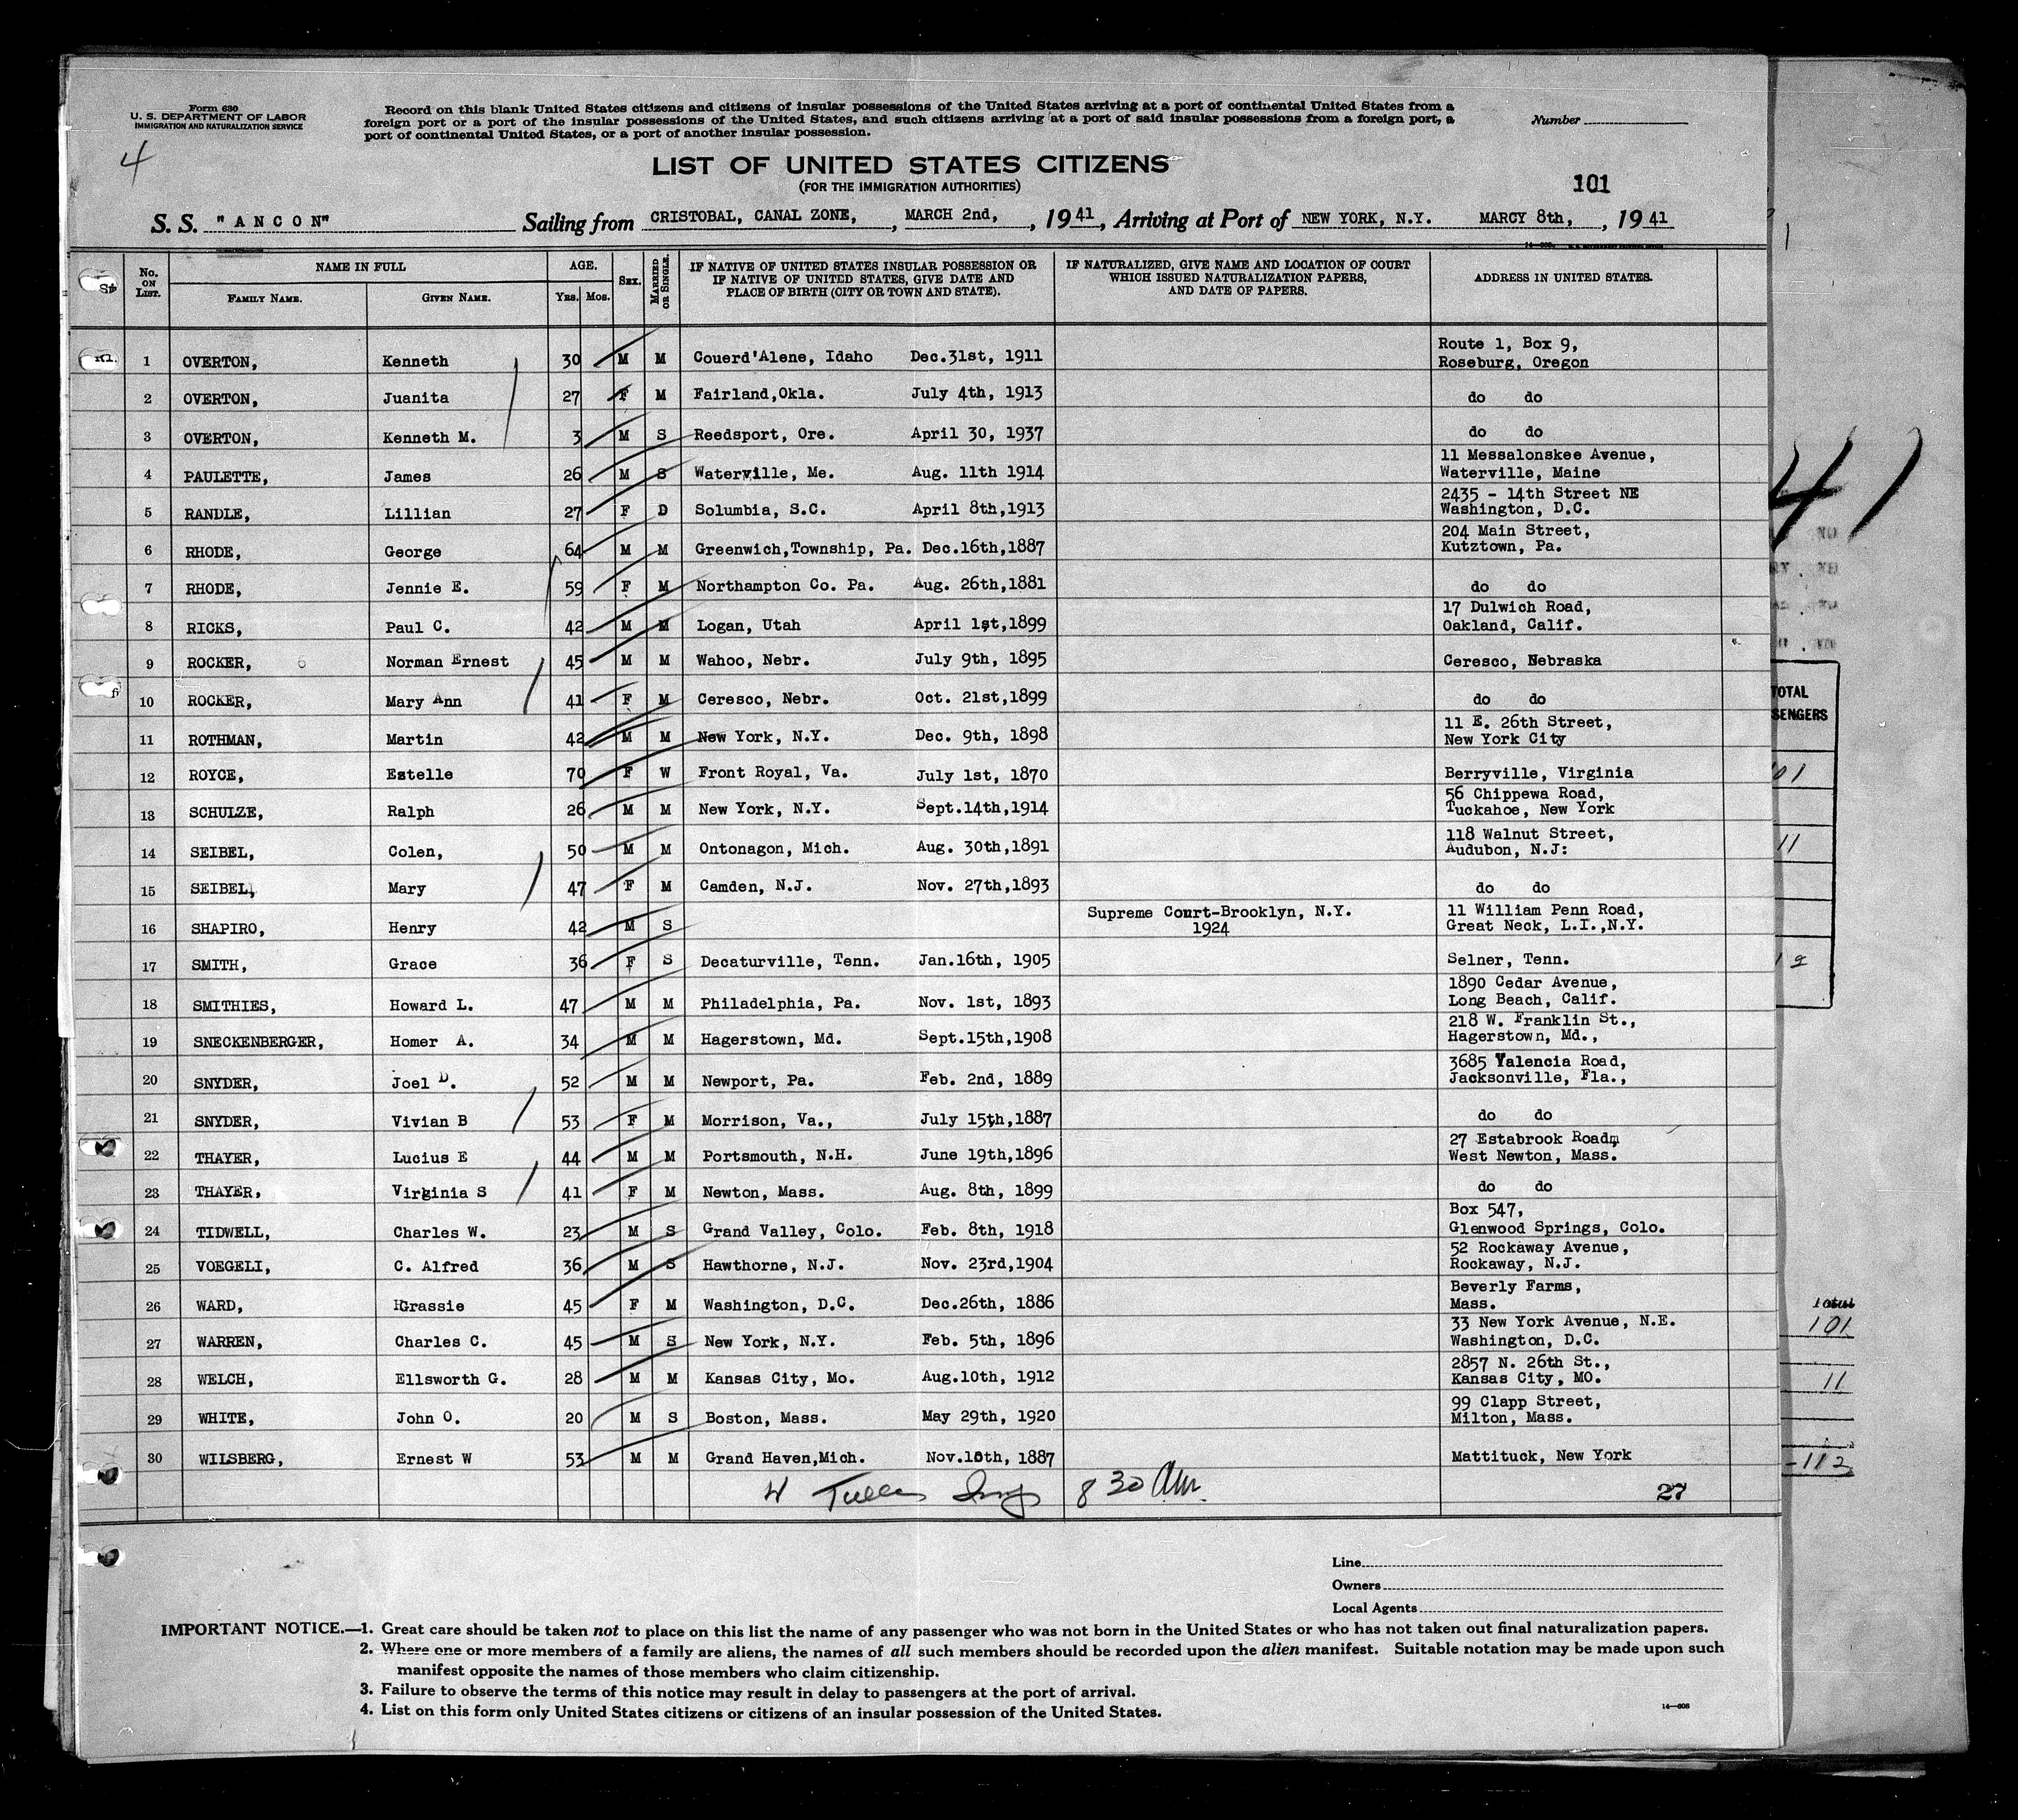 Form 630
U. S. DEPARTMENT OF LABOR
IMMIGRATION AND NATURALIZATION SERVICE
4
Record on this blank United States citizens and citizens of insular possessions of the United States arriving at a port of continental United States from a
foreign port or a port of the insular possessions of the United States, and such citizens arriving at a port of said insular possessions from a foreign port, a
port of continental United States, or a port of another insular possession.
Number
LIST OF UNITED STATES CITIZENS
(FOR THE IMMIGRATION AUTHORITIES)
101
S. S. "ANCON" Sailing from CRISTOBAL, CANAL ZONE, MARCH 2nd, , 1941, Arriving at Port of NEW YORK, N.Y. MARCY 8th, , 1941
No. ON LIST. NAME IN FULL FAMILY NAME. GIVEN NAME. AGE. YRS. MOS. SEX. MARRIED OR SINGLE. IF NATIVE OF UNITED STATES INSULAR POSSESSION OR IF NATIVE OF UNITED STATES, GIVE DATE AND PLACE OF BIRTH (CITY OR TOWN AND STATE). IF NATURALIZED, GIVE NAME AND LOCATION OF COURT WHICH ISSUED NATURALIZATION PAPERS, AND DATE OF PAPERS. ADDRESS IN UNITED STATES.
1 OVERTON, Kenneth 30 M M Couerd'Alene, Idaho Dec.31st, 1911 Route 1, Box 9, Roseburg, Oregon
2 OVERTON, Juanita 27 F M Fairland,Okla. July 4th, 1913 do do
3 OVERTON, Kenneth M. 3 M S Reedsport, Ore. April 30, 1937 do do
4 PAULETTE, James 26 M S Waterville, Me. Aug. 11th 1914 11 Messalonskee Avenue, Waterville, Maine
5 RANDLE, Lillian 27 F D Solumbia, S.C. April 8th,1913 2435 - 14th Street NE Washington, D.C.
6 RHODE, George 64 M M Greenwich,Township, Pa. Dec.16th,1887 204 Main Street, Kutztown, Pa.
7 RHODE, Jennie E. 59 F M Northampton Co. Pa. Aug. 26th,1881 do do
8 RICKS, Paul C. 42 M M Logan, Utah April 1st,1899 17 Dulwich Road, Oakland, Calif.
9 ROCKER, Norman Ernest 45 M M Wahoo, Nebr. July 9th, 1895 Ceresco, Nebraska
10 ROCKER, Mary Ann 41 F M Ceresco, Nebr. Oct. 21st,1899 do do
11 ROTHMAN, Martin 42 M M New York, N.Y. Dec. 9th, 1898 11 E. 26th Street, New York City
12 ROYCE, Estelle 70 F W Front Royal, Va. July 1st, 1870 Berryville, Virginia
13 SCHULZE, Ralph 26 M M New York, N.Y. Sept.14th,1914 56 Chippewa Road, Tuckahoe, New York
14 SEIBEL, Colen, 50 M M Ontonagon, Mich. Aug. 30th,1891 118 Walnut Street, Audubon, N.J:
15 SEIBEL, Mary 47 F M Camden, N.J. Nov. 27th,1893 do do
16 SHAPIRO, Henry 42 M S Supreme Court-Brooklyn, N.Y. 1924 11 William Penn Road, Great Neck, L.I.,N.Y.
17 SMITH, Grace 36 F S Decaturville, Tenn. Jan.16th, 1905 Selner, Tenn.
18 SMITHIES, Howard L. 47 M M Philadelphia, Pa. Nov. 1st, 1893 1890 Cedar Avenue, Long Beach, Calif.
19 SNECKENBERGER, Homer A. 34 M M Hagerstown, Md. Sept.15th,1908 218 W. Franklin St., Hagerstown, Md.,
20 SNYDER, Joel D. 52 M M Newport, Pa. Feb. 2nd, 1889 3685 Valencia Road, Jacksonville, Fla.,
21 SNYDER, Vivian B 53 F M Morrison, Va., July 15th,1887 do do
22 THAYER, Lucius E 44 M M Portsmouth, N.H. June 19th,1896 27 Estabrook Road, West Newton, Mass.
23 THAYER, Virginia S 41 F M Newton, Mass. Aug. 8th, 1899 do do
24 TIDWELL, Charles W. 23 M S Grand Valley, Colo. Feb. 8th, 1918 Box 547, Glenwood Springs, Colo.
25 VOEGELI, C. Alfred 36 M S Hawthorne, N.J. Nov. 23rd,1904 52 Rockaway Avenue, Rockaway, N.J.
26 WARD, Grassie 45 F M Washington, D.C. Dec.26th, 1886 Beverly Farms, Mass.
27 WARREN, Charles C. 45 M S New York, N.Y. Feb. 5th, 1896 33 New York Avenue, N.E. Washington, D.C.
28 WELCH, Ellsworth G. 28 M M Kansas City, Mo. Aug.10th, 1912 2857 N. 26th St., Kansas City, MO.
29 WHITE, John O. 20 M S Boston, Mass. May 29th, 1920 99 Clapp Street, Milton, Mass.
30 WILSBERG, Ernest W 53 M M Grand Haven,Mich. Nov.10th, 1887 Mattituck, New York
8 30 Am. 27
Line
Owners
Local Agents
IMPORTANT NOTICE.—1. Great care should be taken not to place on this list the name of any passenger who was not born in the United States or who has not taken out final naturalization papers.
2. Where one or more members of a family are aliens, the names of all such members should be recorded upon the alien manifest. Suitable notation may be made upon such
manifest opposite the names of those members who claim citizenship.
3. Failure to observe the terms of this notice may result in delay to passengers at the port of arrival.
4. List on this form only United States citizens or citizens of an insular possession of the United States.
14—608
41
TOTAL
SENGERS
01
11
Total
101
11
112